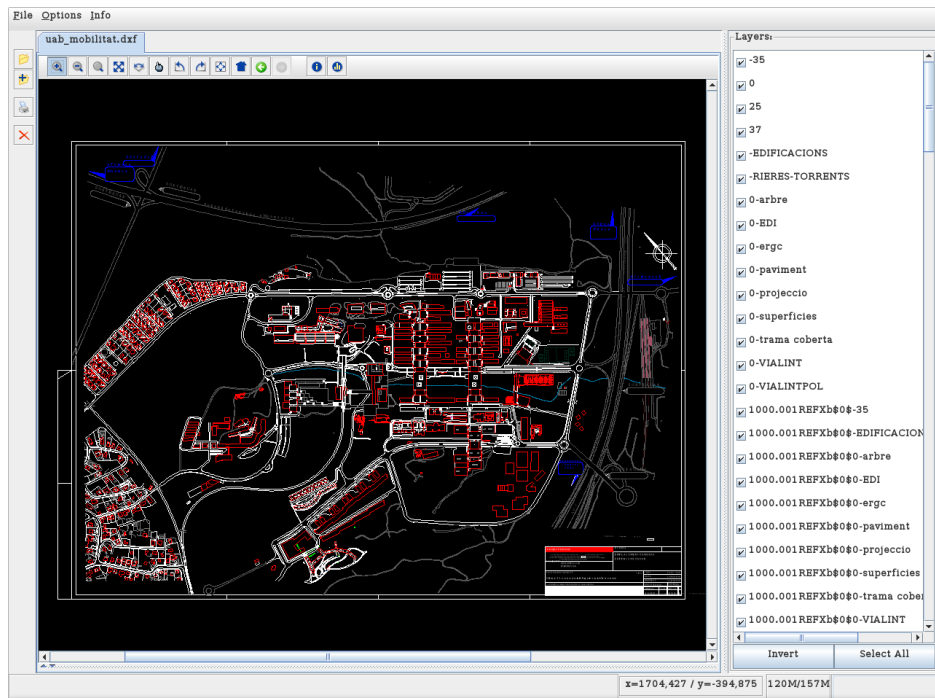 File Options Info
uab_mobilitat.dxf
Layers:
-35
0
25
37
-EDIFICACIONS
-RIERES-TORRENTS
0-arbre
0-EDI
0-ergc
0-paviment
0-projeccio
0-superficies
0-trama coberta
0-VIALINT
0-VIALINTPOL
1000.001REFXb$0$-35
1000.001REFXb$0$-EDIFICACION
1000.001REFXb$0$0-arbre
1000.001REFXb$0$0-EDI
1000.001REFXb$0$0-ergc
1000.001REFXb$0$0-paviment
1000.001REFXb$0$0-projeccio
1000.001REFXb$0$0-superficies
1000.001REFXb$0$0-trama cober
1000.001REFXb$0$0-VIALINT
Invert Select All
x=1704,427 / y=-394,875 120M/157M